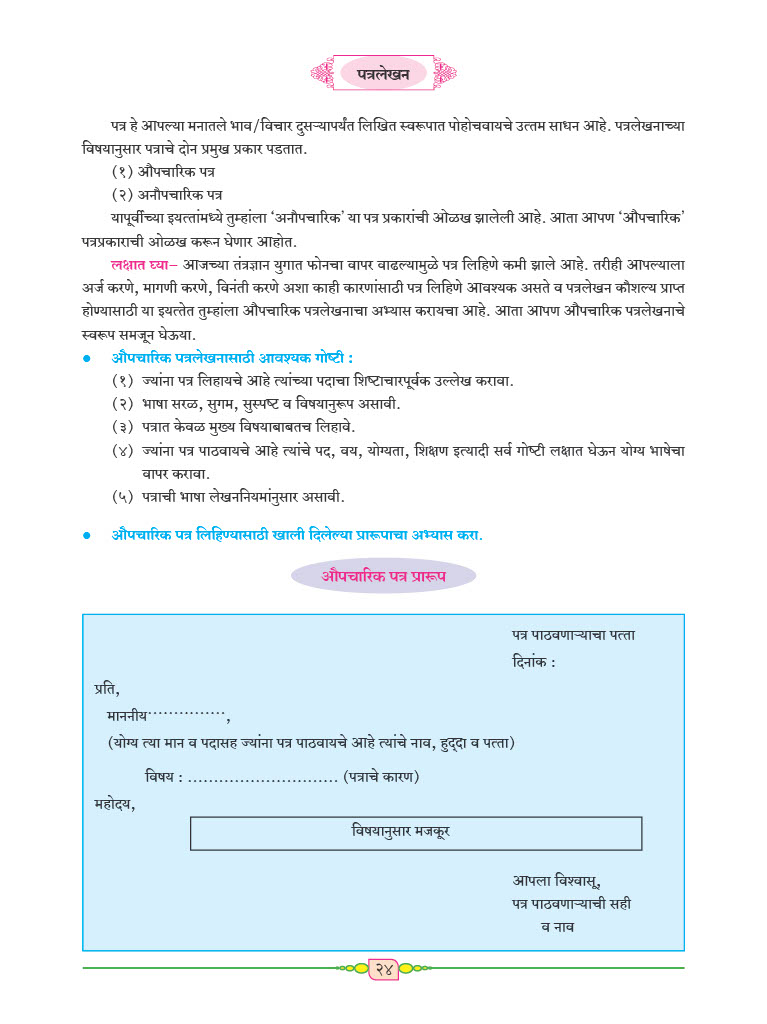 पत्रलेखन
पत्र हे आपल्या मनातले भाव/विचार दुसऱ्यापर्यंत लिखित स्वरूपात पोहोचवायचे उत्तम साधन आहे. पत्रलेखनाच्या
विषयानुसार पत्राचे दोन प्रमुख प्रकार पडतात.
(१) औपचारिक पत्र
(२) अनौपचारिक पत्र
यापूर्वीच्या इयत्तांमध्ये तुम्हांला ‘अनौपचारिक’ या पत्र प्रकारांची ओळख झालेली आहे. आता आपण ‘औपचारिक’
पत्रप्रकाराची ओळख करून घेणार आहोत.
लक्षात घ्या– आजच्या तंत्रज्ञान युगात फोनचा वापर वाढल्यामुळे पत्र लिहिणे कमी झाले आहे. तरीही आपल्याला
अर्ज करणे, मागणी करणे, विनंती करणे अशा काही कारणांसाठी पत्र लिहिणे आवश्यक असते व पत्रलेखन कौशल्य प्राप्त
होण्यासाठी या इयत्तेत तुम्हांला औपचारिक पत्रलेखनाचा अभ्यास करायचा आहे. आता आपण औपचारिक पत्रलेखनाचे
स्वरूप समजून घेऊया.
● औपचारिक पत्रलेखनासाठी आवश्यक गोष्टी :
(१) ज्यांना पत्र लिहायचे आहे त्यांच्या पदाचा शिष्टाचारपूर्वक उल्लेख करावा.
(२) भाषा सरळ, सुगम, सुस्पष्ट व विषयानुरूप असावी.
(३) पत्रात केवळ मुख्य विषयाबाबतच लिहावे.
(४) ज्यांना पत्र पाठवायचे आहे त्यांचे पद, वय, योग्यता, शिक्षण इत्यादी सर्व गोष्टी लक्षात घेऊन योग्य भाषेचा
वापर करावा.
(५) पत्राची भाषा लेखननियमांनुसार असावी.
● औपचारिक पत्र लिहिण्यासाठी खाली दिलेल्या प्रारूपाचा अभ्यास करा.
औपचारिक पत्र प्रारूप
पत्र पाठवणाऱ्याचा पत्ता
दिनांक :
प्रति,
माननीय...............,
(योग्य त्या मान व पदासह ज्यांना पत्र पाठवायचे आहे त्यांचे नाव, हुद्दा व पत्ता)
विषय : ............................. (पत्राचे कारण)
महोदय,
विषयानुसार मजकूर
आपला विश्वासू,
पत्र पाठवणाऱ्याची सही
व नाव
२४